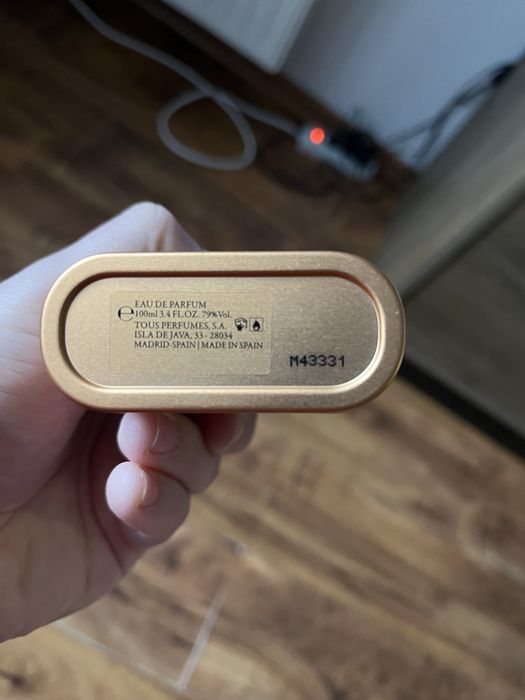 EAU DE PARFUM
℮100ml 3.4 FL.OZ. 79%Vol.
TOUS PERFUMES, S.A.
ISLA DE JAVA, 33 - 28034
MADRID-SPAIN | MADE IN SPAIN
M43331